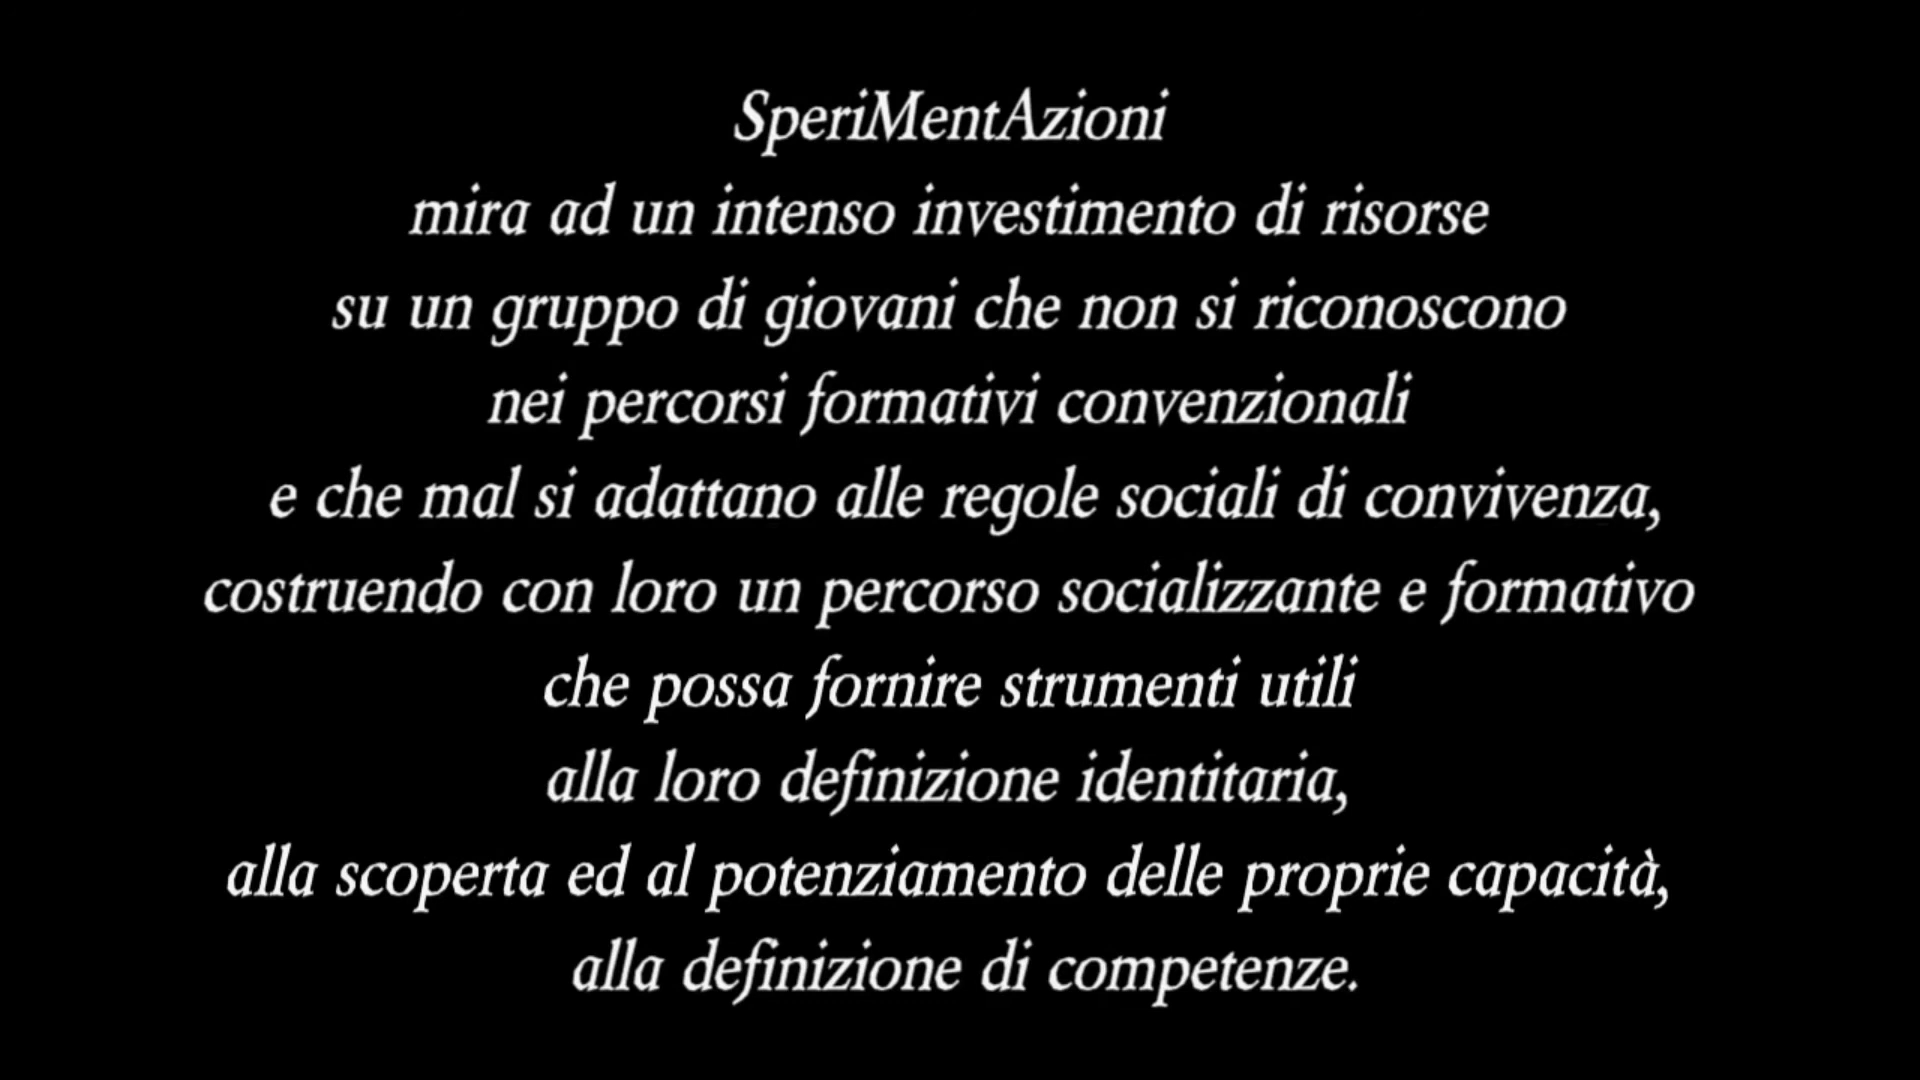 SperiMentAzioni
mira ad un intenso investimento di risorse
su un gruppo di giovani che non si riconoscono
nei percorsi formativi convenzionali
e che mal si adattano alle regole sociali di convivenza,
costruendo con loro un percorso socializzante e formativo
che possa fornire strumenti utili
alla loro definizione identitaria,
alla scoperta ed al potenziamento delle proprie capacità,
alla definizione di competenze.